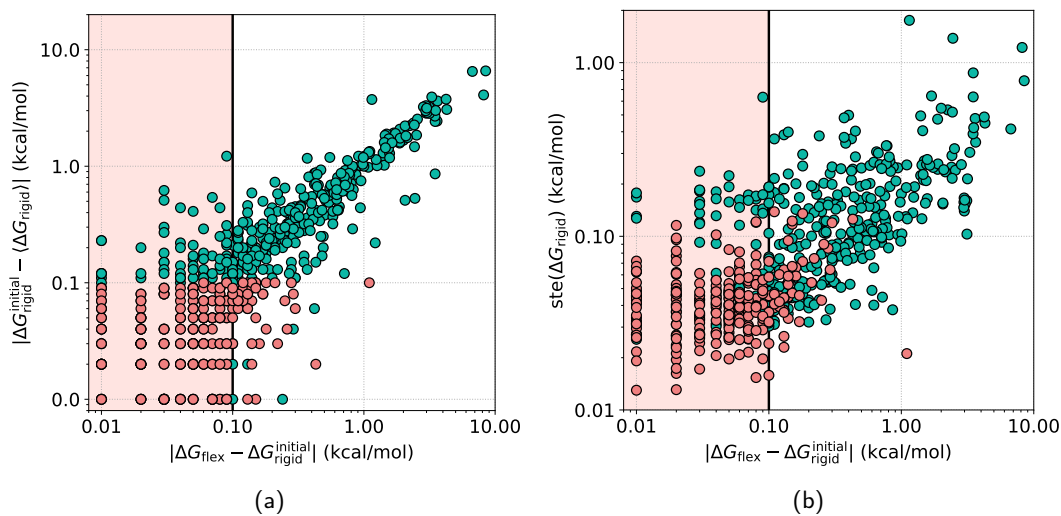 10.0
1.0
0.1
0.0
0.01
0.10
1.00
10.00
|ΔG_rigid^initial − ⟨ΔG_rigid⟩| (kcal/mol)
|ΔG_flex − ΔG_rigid^initial| (kcal/mol)
(a)
1.00
0.10
0.01
0.01
0.10
1.00
10.00
ste(ΔG_rigid) (kcal/mol)
|ΔG_flex − ΔG_rigid^initial| (kcal/mol)
(b)